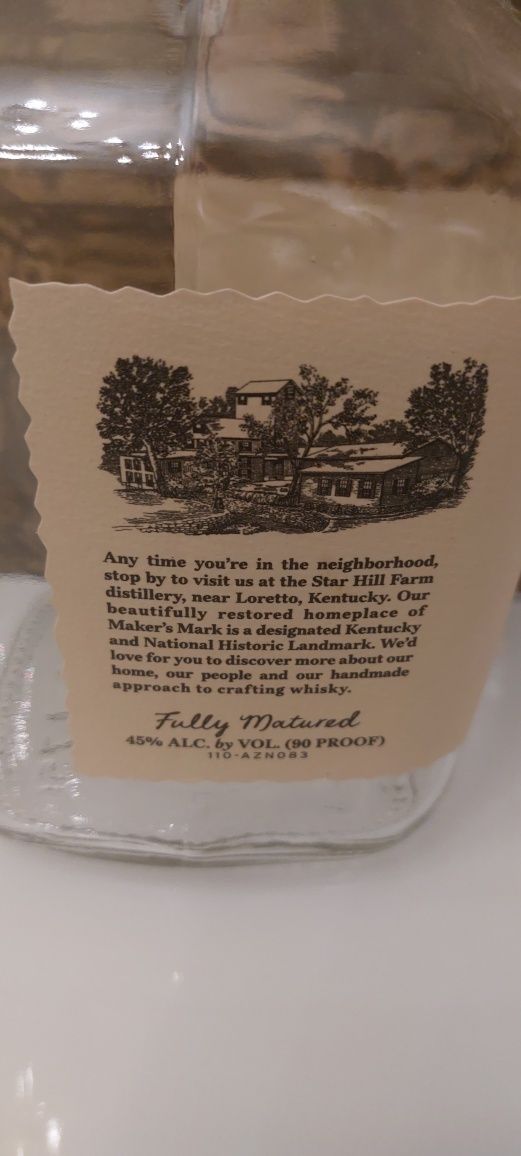 Any time you're in the neighborhood,
stop by to visit us at the Star Hill Farm
distillery, near Loretto, Kentucky. Our
beautifully restored homeplace of
Maker's Mark is a designated Kentucky
and National Historic Landmark. We'd
love for you to discover more about our
home, our people and our handmade
approach to crafting whisky.
Fully Matured
45% ALC. by VOL. (90 PROOF)
110-AZN083